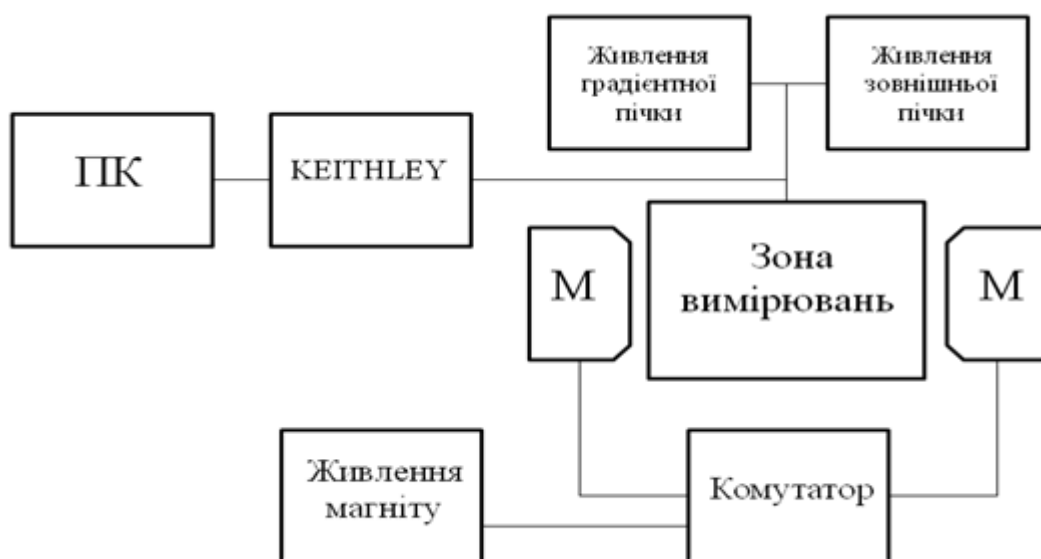 Живлення
градієнтної
пічки
Живлення
зовнішньої
пічки
ПК
KEITHLEY
М
Зона
вимірювань
М
Живлення
магніту
Комутатор